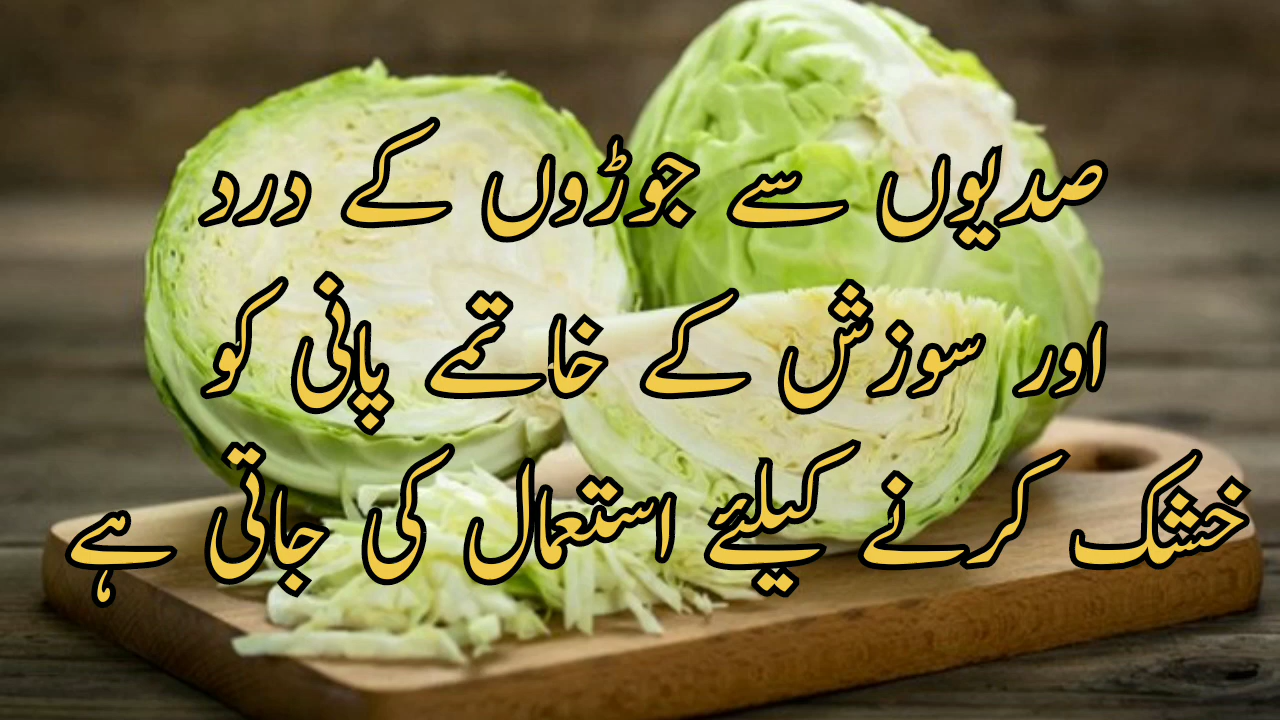 صدیوں سے جوڑوں کے درد
اور سوزش کے خاتمے پانی کو
خشک کرنے کیلئے استعمال کی جاتی ہے